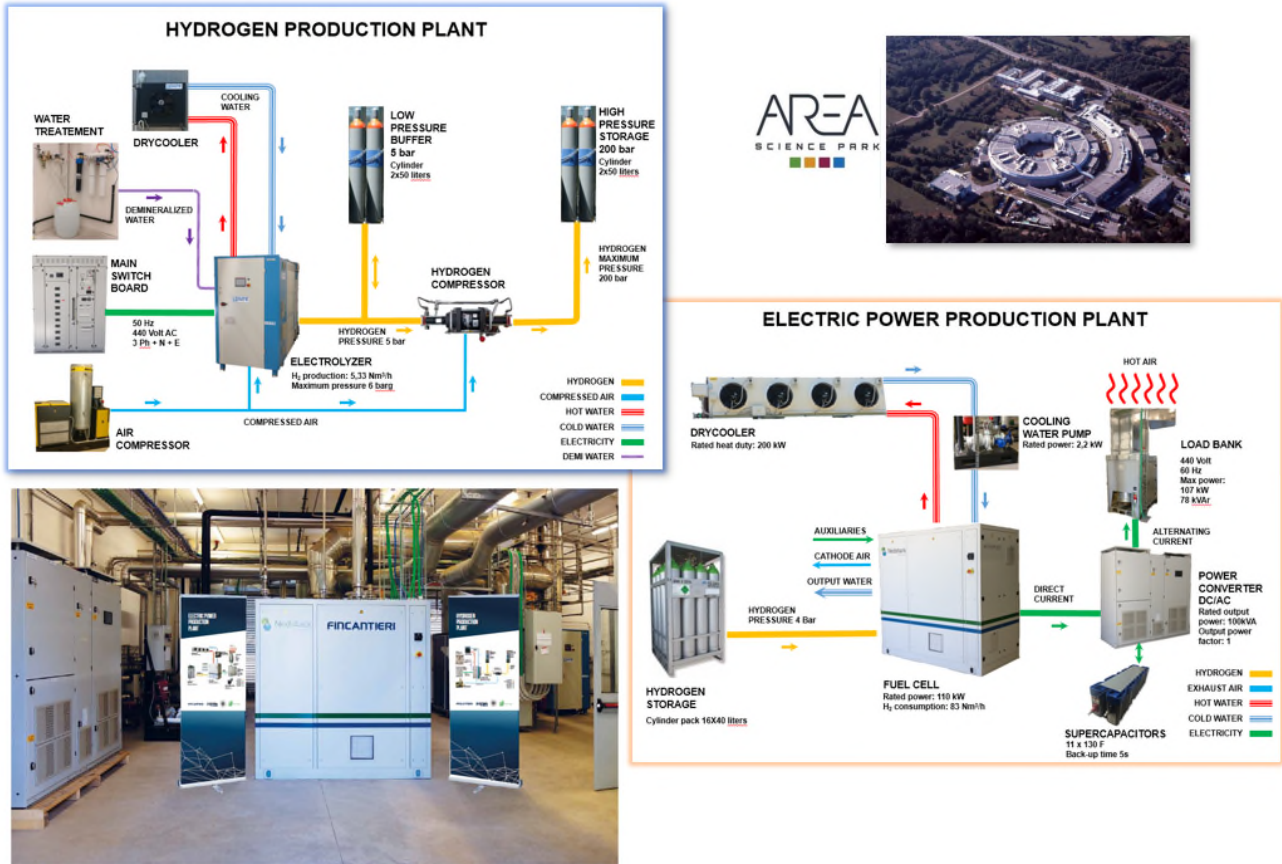 HYDROGEN PRODUCTION PLANT
WATER
TREATEMENT
DRYCOOLER
COOLING
WATER
LOW
PRESSURE
BUFFER
5 bar
Cylinder
2x50 liters
HIGH
PRESSURE
STORAGE
200 bar
Cylinder
2x50 liters
DEMINERALIZED
WATER
MAIN
SWITCH
BOARD
50 Hz
440 Volt AC
3 Ph + N + E
HYDROGEN
COMPRESSOR
HYDROGEN
MAXIMUM
PRESSURE
200 bar
HYDROGEN
PRESSURE 5 bar
ELECTROLYZER
H₂ production: 5,33 Nm³/h
Maximum pressure 6 barg
COMPRESSED AIR
AIR
COMPRESSOR
HYDROGEN
COMPRESSED AIR
HOT WATER
COLD WATER
ELECTRICITY
DEMI WATER
AREA
SCIENCE PARK
ELECTRIC POWER PRODUCTION PLANT
DRYCOOLER
Rated heat duty: 200 kW
COOLING
WATER PUMP
Rated power: 2,2 kW
HOT AIR
LOAD BANK
440 Volt
60 Hz
Max power:
107 kW
78 kVAr
AUXILIARIES
CATHODE AIR
OUTPUT WATER
ALTERNATING
CURRENT
HYDROGEN
PRESSURE 4 Bar
DIRECT
CURRENT
POWER
CONVERTER
DC/AC
Rated output
power: 100kVA
Output power
factor: 1
HYDROGEN
STORAGE
Cylinder pack 16X40 liters
FUEL CELL
Rated power: 110 kW
H₂ consumption: 83 Nm³/h
SUPERCAPACITORS
11 x 130 F
Back-up time 5s
HYDROGEN
EXHAUST AIR
HOT WATER
COLD WATER
ELECTRICITY
ELECTRIC POWER
PRODUCTION
PLANT
Nedstack
FINCANTIERI
HYDROGEN
PRODUCTION
PLANT